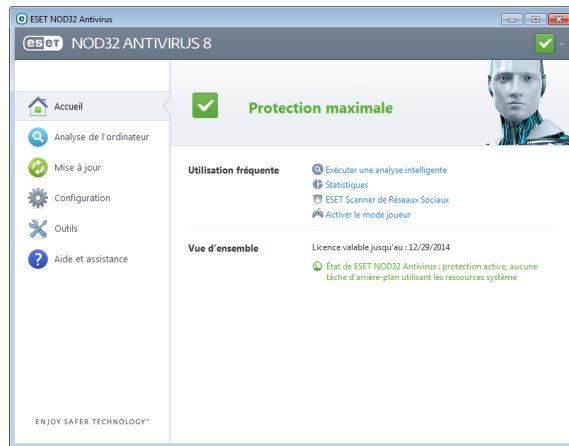 ESET NOD32 Antivirus
eset NOD32 ANTIVIRUS 8
Accueil
Analyse de l'ordinateur
Mise à jour
Configuration
Outils
Aide et assistance
ENJOY SAFER TECHNOLOGY™
Protection maximale
Utilisation fréquente
Exécuter une analyse intelligente
Statistiques
ESET Scanner de Réseaux Sociaux
Activer le mode joueur
Vue d'ensemble
Licence valable jusqu'au : 12/29/2014
État de ESET NOD32 Antivirus : protection active, aucune
tâche d'arrière-plan utilisant les ressources système